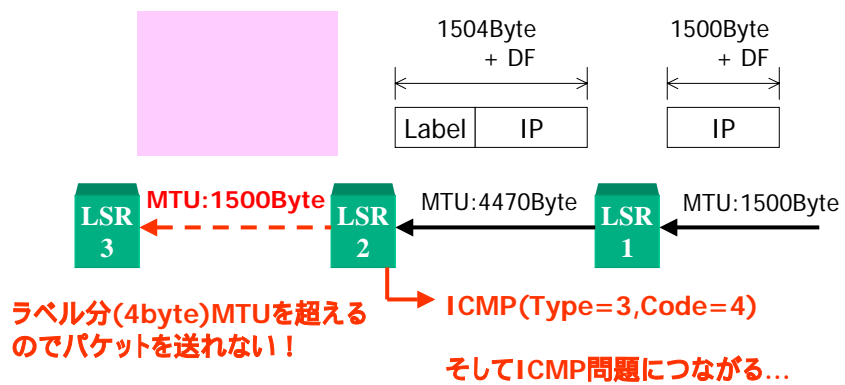 1504Byte
+ DF
1500Byte
+ DF
Label
IP
IP
MTU:1500Byte
MTU:4470Byte
MTU:1500Byte
LSR
3
LSR
2
LSR
1
ラベル分(4byte)MTUを超える
のでパケットを送れない！
ICMP(Type=3,Code=4)
そしてICMP問題につながる…